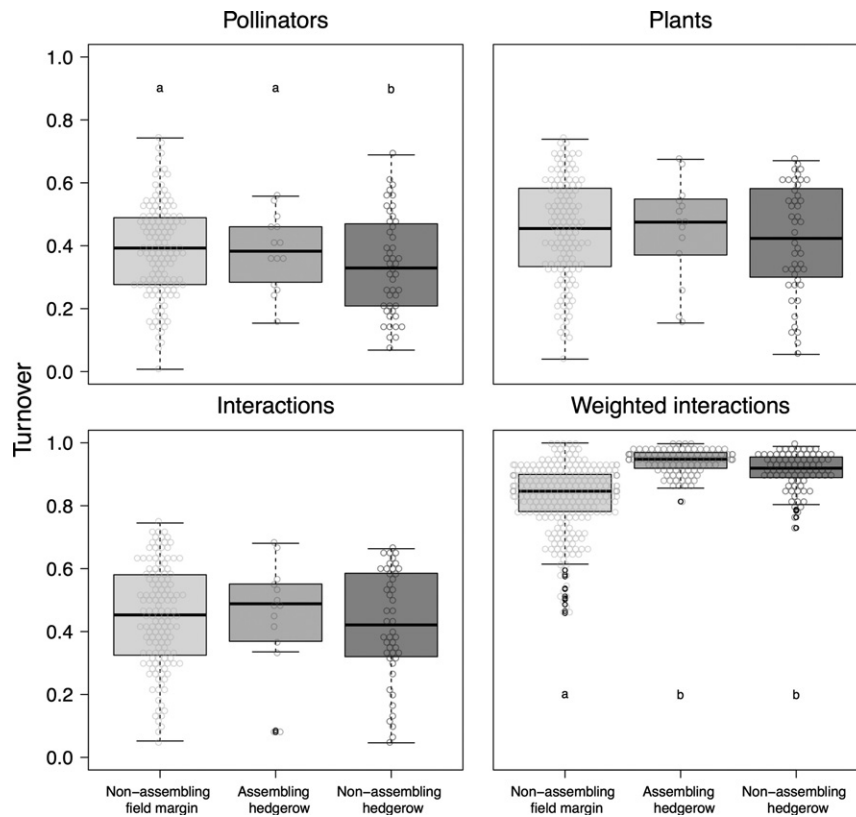 Pollinators
Plants
1.0
0.8
0.6
0.4
0.2
0.0
a
a
b
Turnover
Interactions
Weighted interactions
1.0
0.8
0.6
0.4
0.2
0.0
a
b
b
Non−assembling
field margin
Assembling
hedgerow
Non−assembling
hedgerow
Non−assembling
field margin
Assembling
hedgerow
Non−assembling
hedgerow